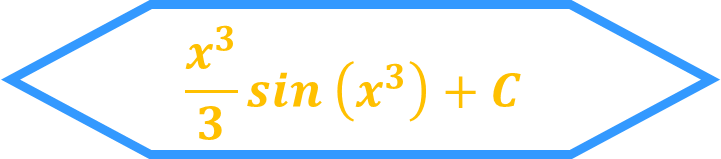 x³/3 sin (x³) + C